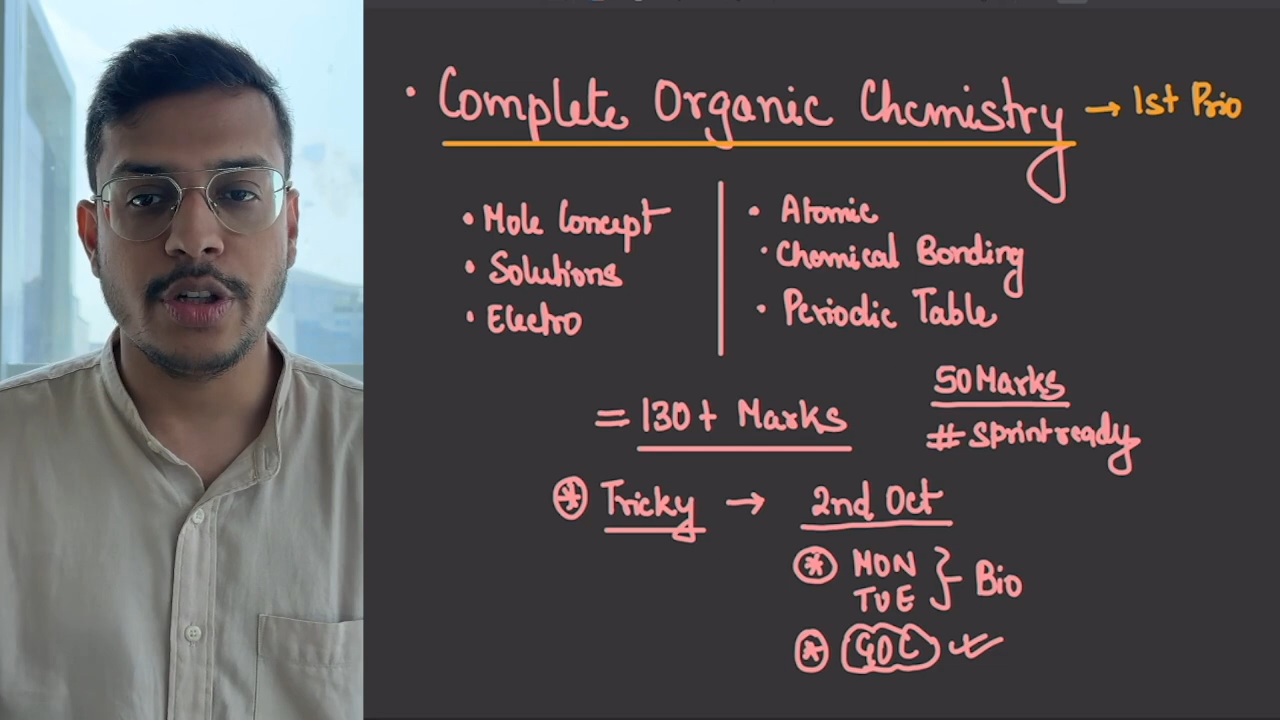 • Complete Organic Chemistry → 1st Prio
• Mole Concept
• Solutions
• Electro
• Atomic
• Chemical Bonding
• Periodic Table
= 130+ Marks
50 Marks
#sprintready
* Tricky → 2nd Oct
* MON
TUE } Bio
* GOC ✓